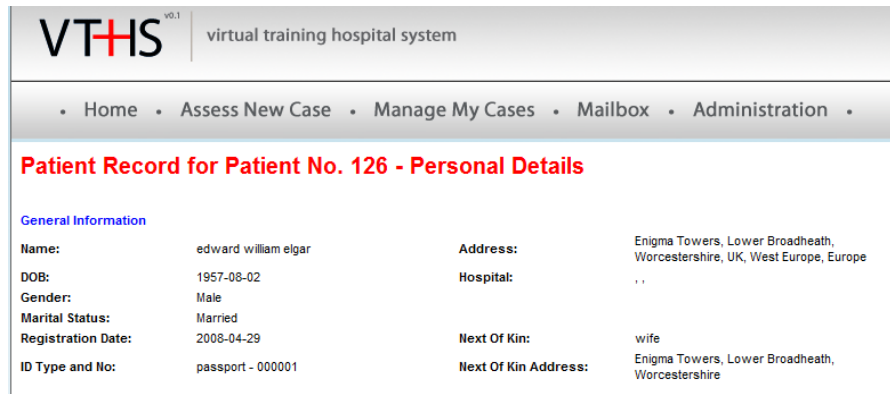 VTHS v0.1 virtual training hospital system
• Home • Assess New Case • Manage My Cases • Mailbox • Administration •
Patient Record for Patient No. 126 - Personal Details
General Information
Name: edward william elgar Address: Enigma Towers, Lower Broadheath,
Worcestershire, UK, West Europe, Europe
DOB: 1957-08-02 Hospital: , ,
Gender: Male
Marital Status: Married
Registration Date: 2008-04-29 Next Of Kin: wife
ID Type and No: passport - 000001 Next Of Kin Address: Enigma Towers, Lower Broadheath,
Worcestershire